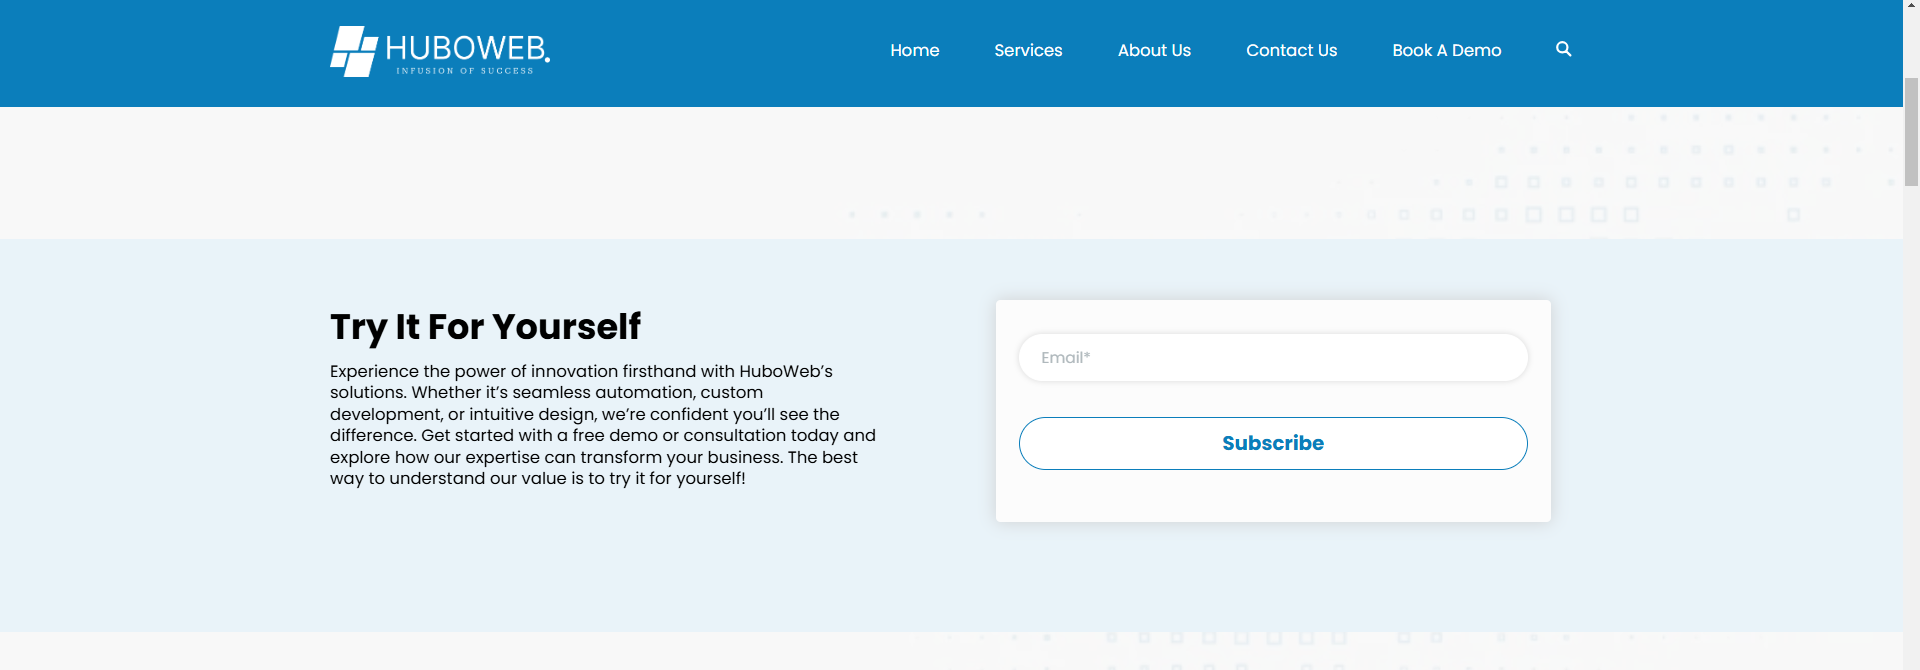 HUBOWEB.
INFUSION OF SUCCESS
Home
Services
About Us
Contact Us
Book A Demo
Try It For Yourself
Experience the power of innovation firsthand with HuboWeb’s
solutions. Whether it’s seamless automation, custom
development, or intuitive design, we’re confident you’ll see the
difference. Get started with a free demo or consultation today and
explore how our expertise can transform your business. The best
way to understand our value is to try it for yourself!
Email*
Subscribe